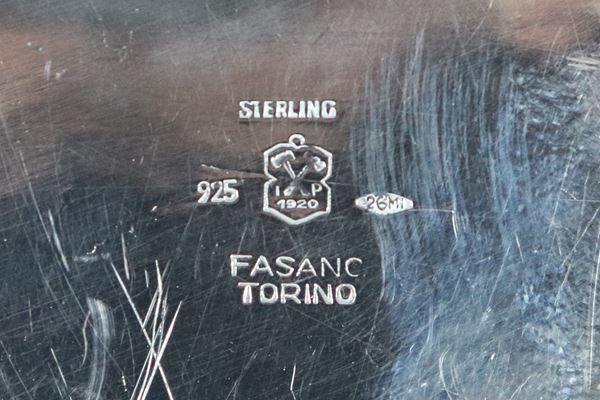 STERLING
925
I P
1920
26MI
FASANO
TORINO